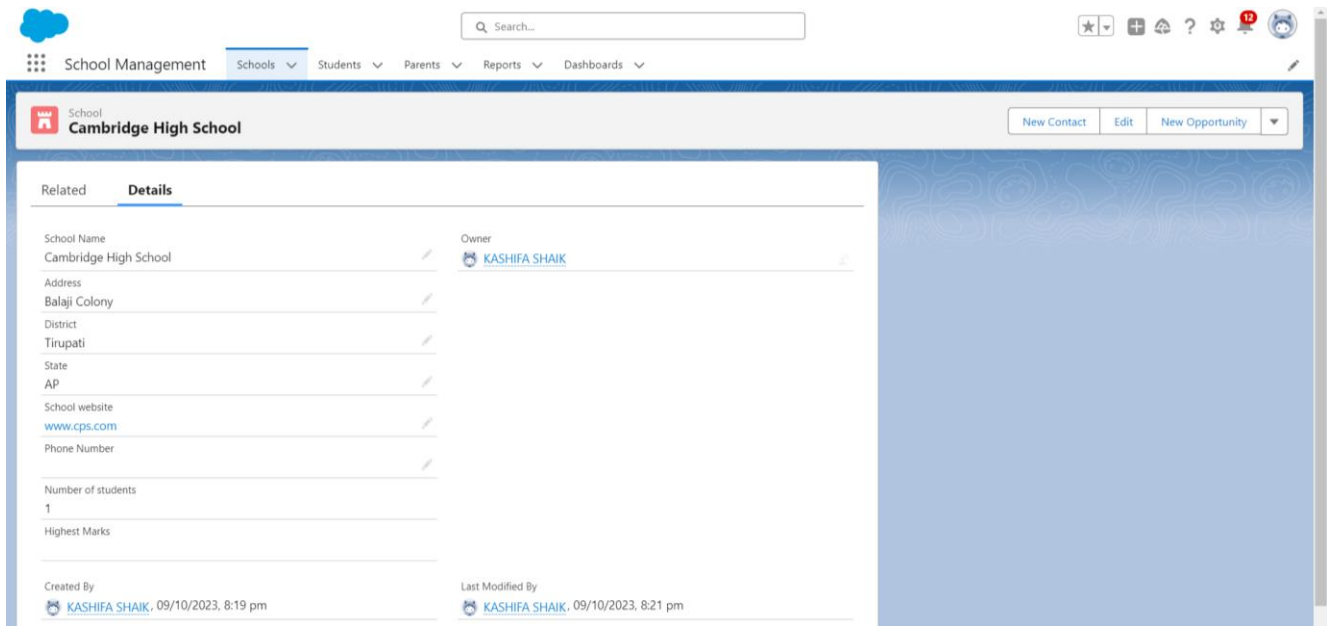 Search...
12
School Management Schools Students Parents Reports Dashboards
School
Cambridge High School
New Contact Edit New Opportunity
Related Details
School Name
Cambridge High School
Owner
KASHIFA SHAIK
Address
Balaji Colony
District
Tirupati
State
AP
School website
www.cps.com
Phone Number
Number of students
1
Highest Marks
Created By
KASHIFA SHAIK, 09/10/2023, 8:19 pm
Last Modified By
KASHIFA SHAIK, 09/10/2023, 8:21 pm